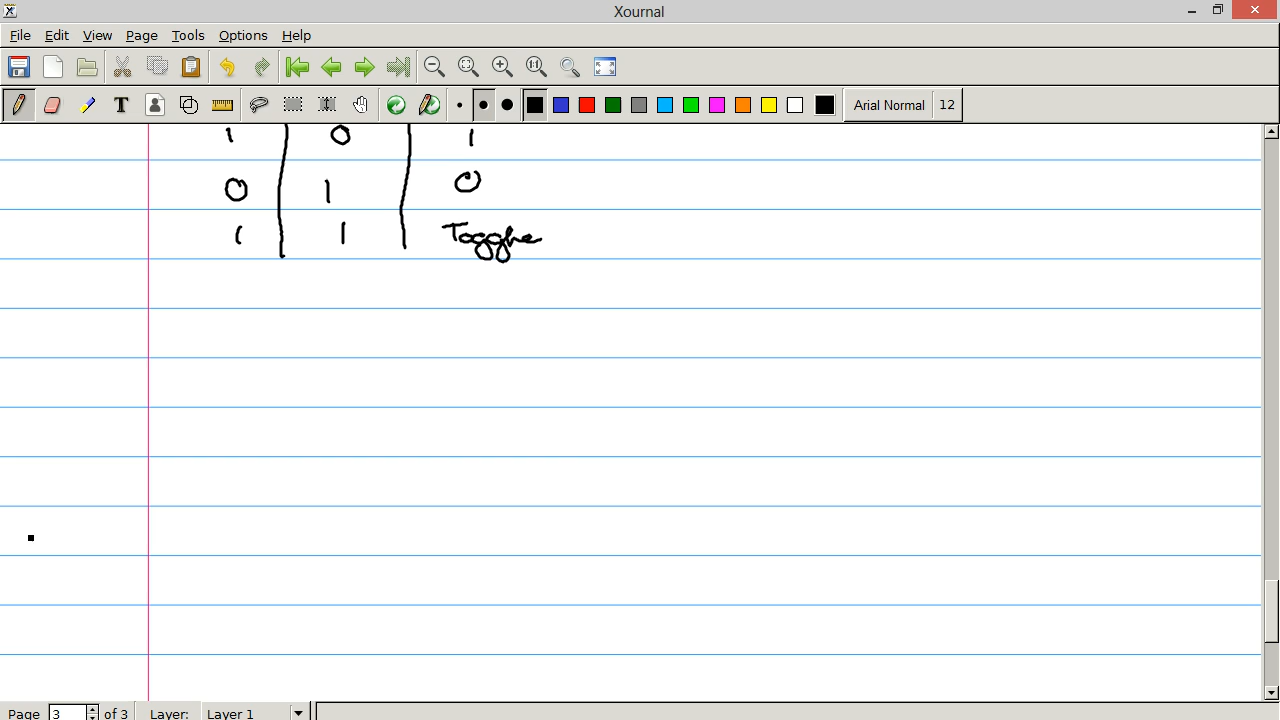 Xournal
File Edit View Page Tools Options Help
T Arial Normal 12
1 0 1
0 1 0
1 1 Toggle
Page 3 of 3 Layer: Layer 1